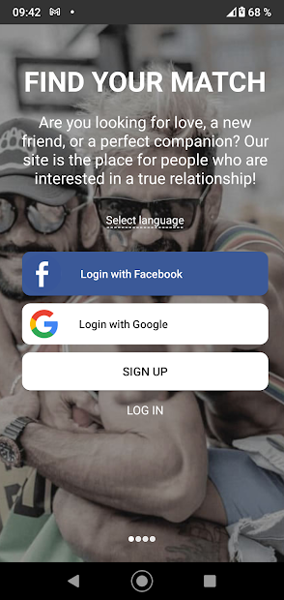 09:42 68 %
FIND YOUR MATCH
Are you looking for love, a new
friend, or a perfect companion? Our
site is the place for people who are
interested in a true relationship!
Select language
Login with Facebook
Login with Google
SIGN UP
LOG IN